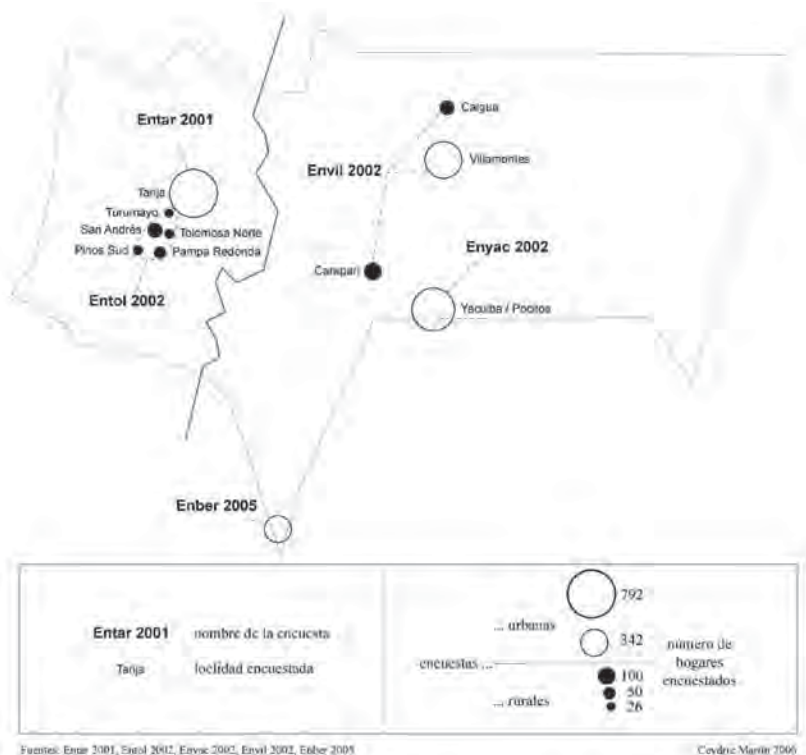 Entar 2001
Tarija
Turumayo
San Andrés
Tolomosa Norte
Pinos Sud
Pampa Redonda
Entol 2002
Caigua
Envil 2002
Villamontes
Enyac 2002
Caraparí
Yacuiba / Pocitos
Enber 2005
Entar 2001 nombre de la encuesta
Tarija loclidad encuestada
encuestas ...
... urbanas
792
342
... rurales
100
50
26
número de
hogares
encuestados
Fuentes: Entar 2001, Entol 2002, Enyac 2002, Envil 2002, Enber 2005
Ceydric Martin 2006